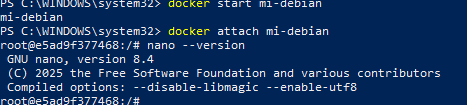 PS C:\WINDOWS\system32> docker start mi-debian
mi-debian
PS C:\WINDOWS\system32> docker attach mi-debian
root@e5ad9f377468:/# nano --version
 GNU nano, version 8.4
 (C) 2025 the Free Software Foundation and various contributors
 Compiled options: --disable-libmagic --enable-utf8
root@e5ad9f377468:/#